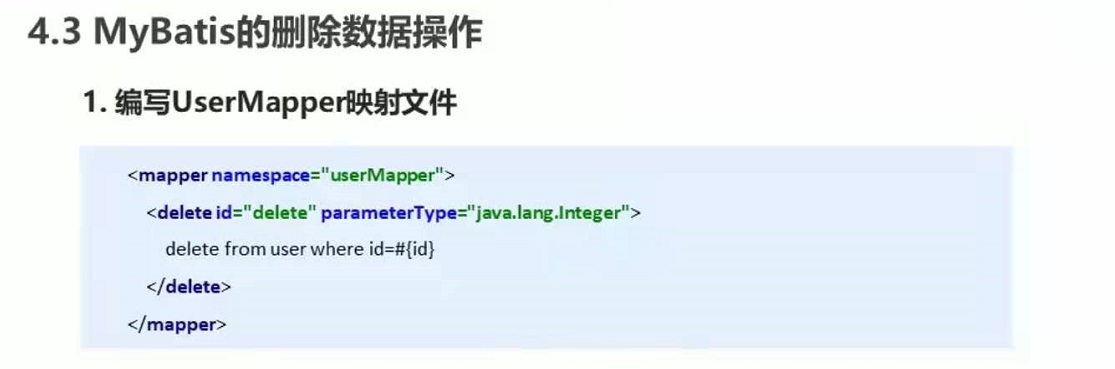 4.3 MyBatis的删除数据操作
1. 编写UserMapper映射文件
<mapper namespace="userMapper">
<delete id="delete" parameterType="java.lang.Integer">
delete from user where id=#{id}
</delete>
</mapper>